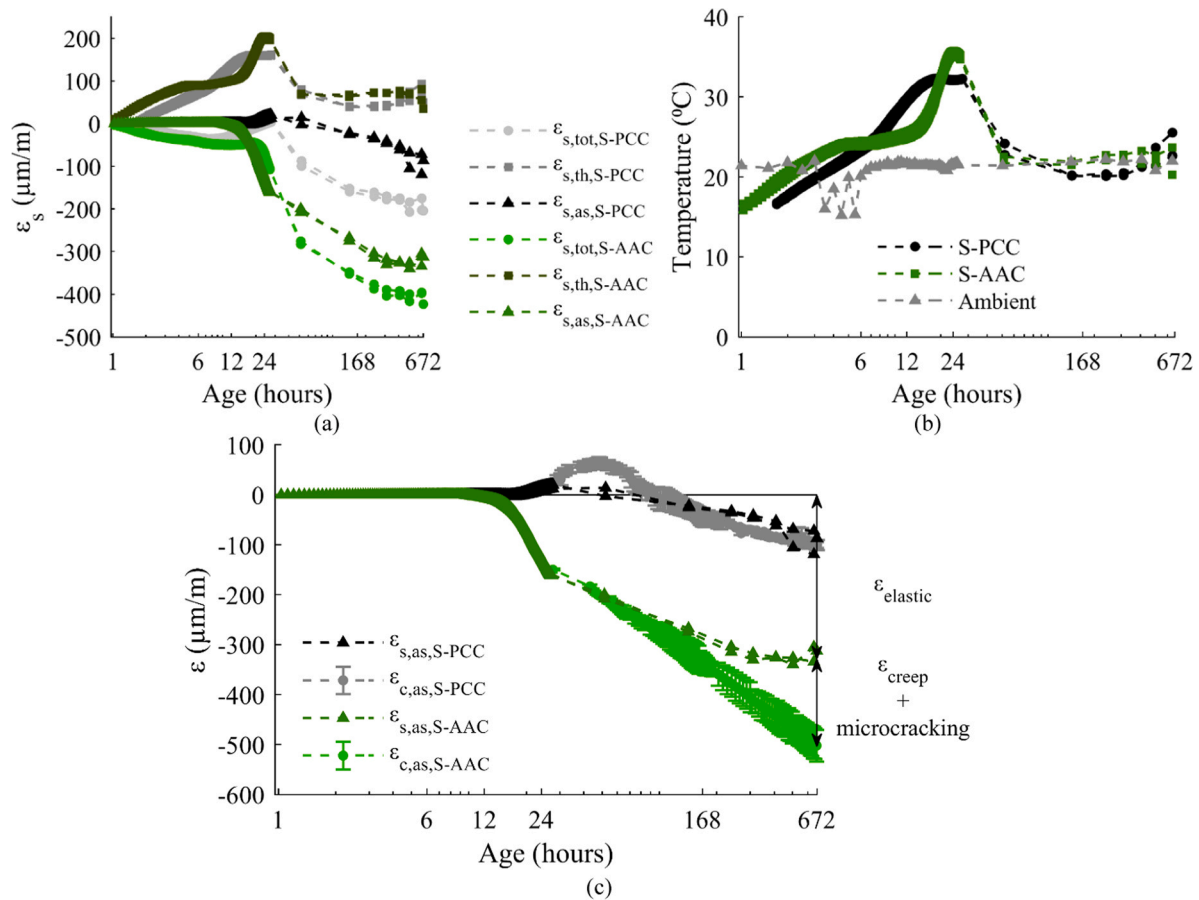 200
100
0
-100
-200
-300
-400
-500
εs (μm/m)
1 6 12 24 168 672
Age (hours)
(a)
εs,tot,S-PCC
εs,th,S-PCC
εs,as,S-PCC
εs,tot,S-AAC
εs,th,S-AAC
εs,as,S-AAC
40
30
20
10
0
Temperature (ºC)
S-PCC
S-AAC
Ambient
1 6 12 24 168 672
Age (hours)
(b)
100
0
-100
-200
-300
-400
-500
-600
ε (μm/m)
εs,as,S-PCC
εc,as,S-PCC
εs,as,S-AAC
εc,as,S-AAC
εelastic
εcreep
+
microcracking
1 6 12 24 168 672
Age (hours)
(c)